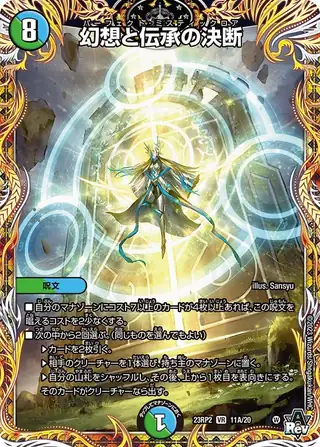 8
パーフェクト・ミスティックロア
幻想と伝承の決断
illus. Sansyu
呪文
■自分のマナゾーンにコスト7以上のカードが4枚以上あれば、この呪文を
唱えるコストを2少なくする。
■次の中から2回選ぶ。(同じものを選んでもよい)
▶カードを2枚引く。
▶相手のクリーチャーを1体選び、持ち主のマナゾーンに置く。
▶自分の山札をシャッフルし、その後、上から1枚目を表向きにする。
そのカードがクリーチャーなら出す。
1
23RP2 VR 11A/20
W
Rev